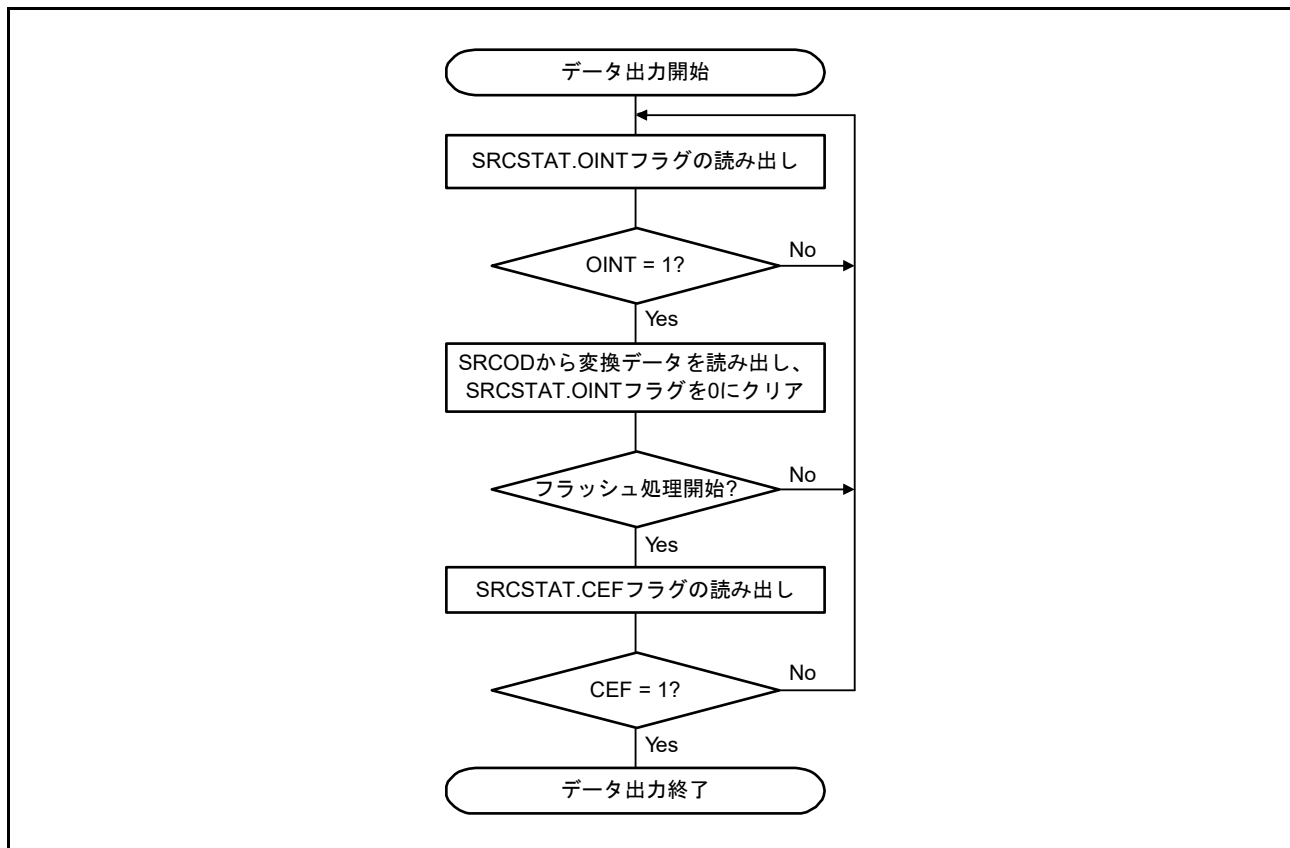 データ出力開始
SRCSTAT.OINTフラグの読み出し
OINT = 1?
No
Yes
SRCODから変換データを読み出し、
SRCSTAT.OINTフラグを0にクリア
フラッシュ処理開始?
No
Yes
SRCSTAT.CEFフラグの読み出し
CEF = 1?
No
Yes
データ出力終了